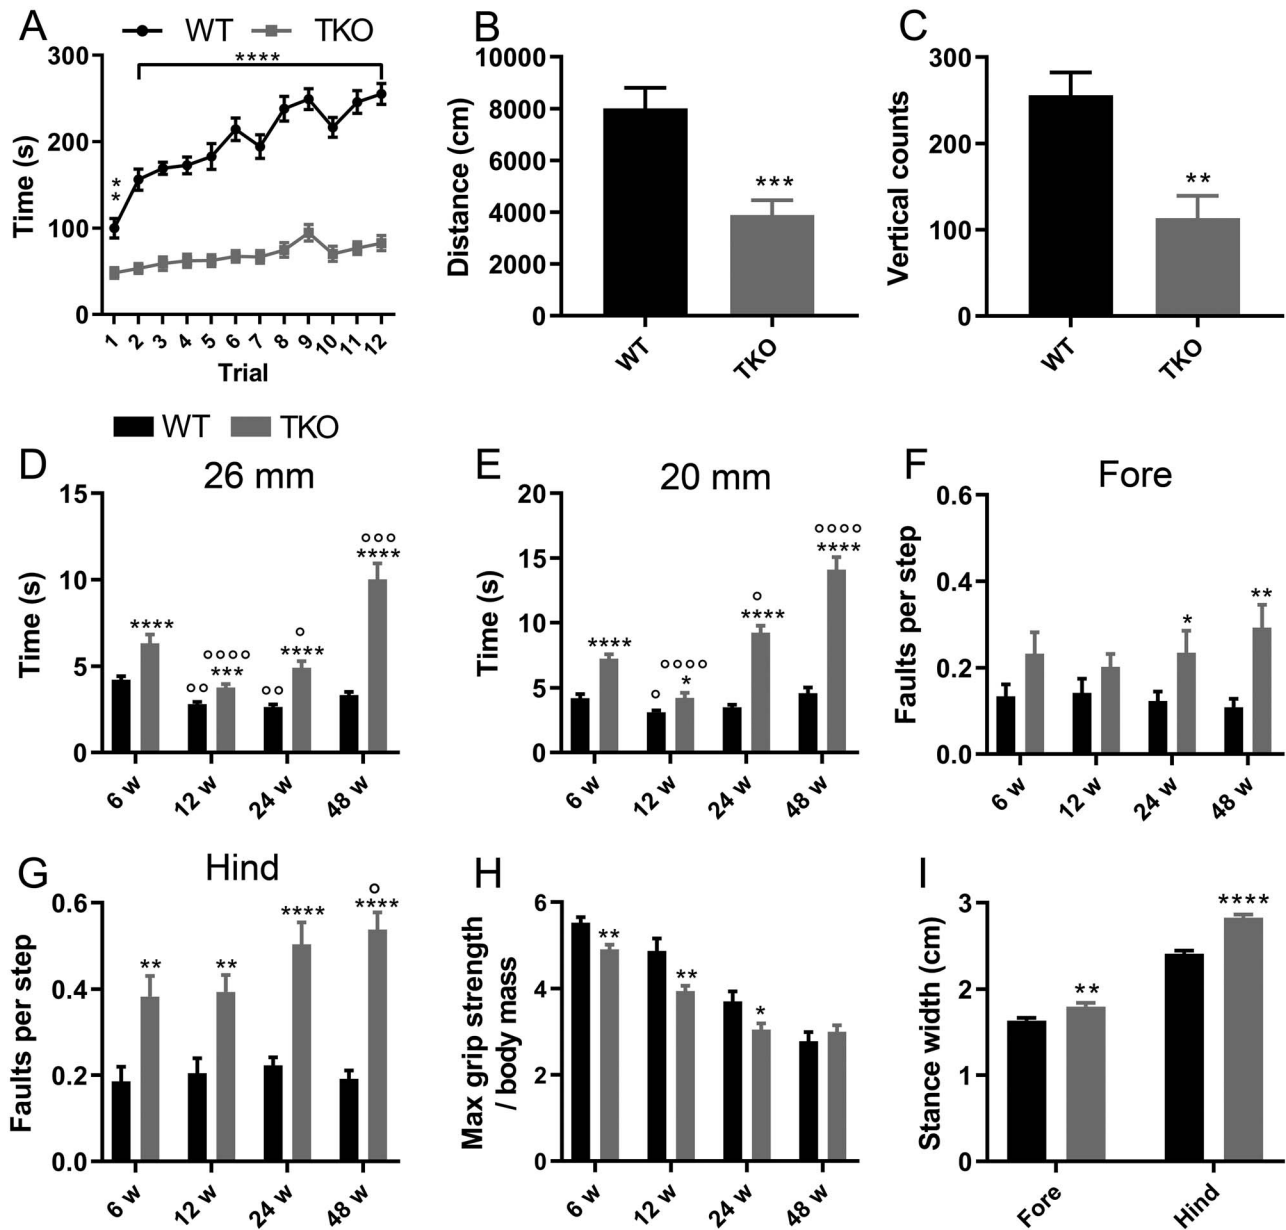 A
WT TKO
****
**
Time (s)
300
200
100
0
1 2 3 4 5 6 7 8 9 10 11 12
Trial
B
Distance (cm)
10000
8000
6000
4000
2000
0
***
WT TKO
C
Vertical counts
300
200
100
0
**
WT TKO
WT TKO
D
26 mm
Time (s)
15
10
5
0
****
°° °°°° ***
°° ° ****
°°° ****
6 w 12 w 24 w 48 w
E
20 mm
Time (s)
20
15
10
5
0
****
° °°°° *
° ****
°°°° ****
6 w 12 w 24 w 48 w
F
Fore
Faults per step
0.6
0.4
0.2
0.0
* **
6 w 12 w 24 w 48 w
G
Hind
Faults per step
0.6
0.4
0.2
0.0
** ** **** ° ****
6 w 12 w 24 w 48 w
H
Max grip strength
/ body mass
6
4
2
0
** ** *
6 w 12 w 24 w 48 w
I
Stance width (cm)
3
2
1
0
** ****
Fore Hind